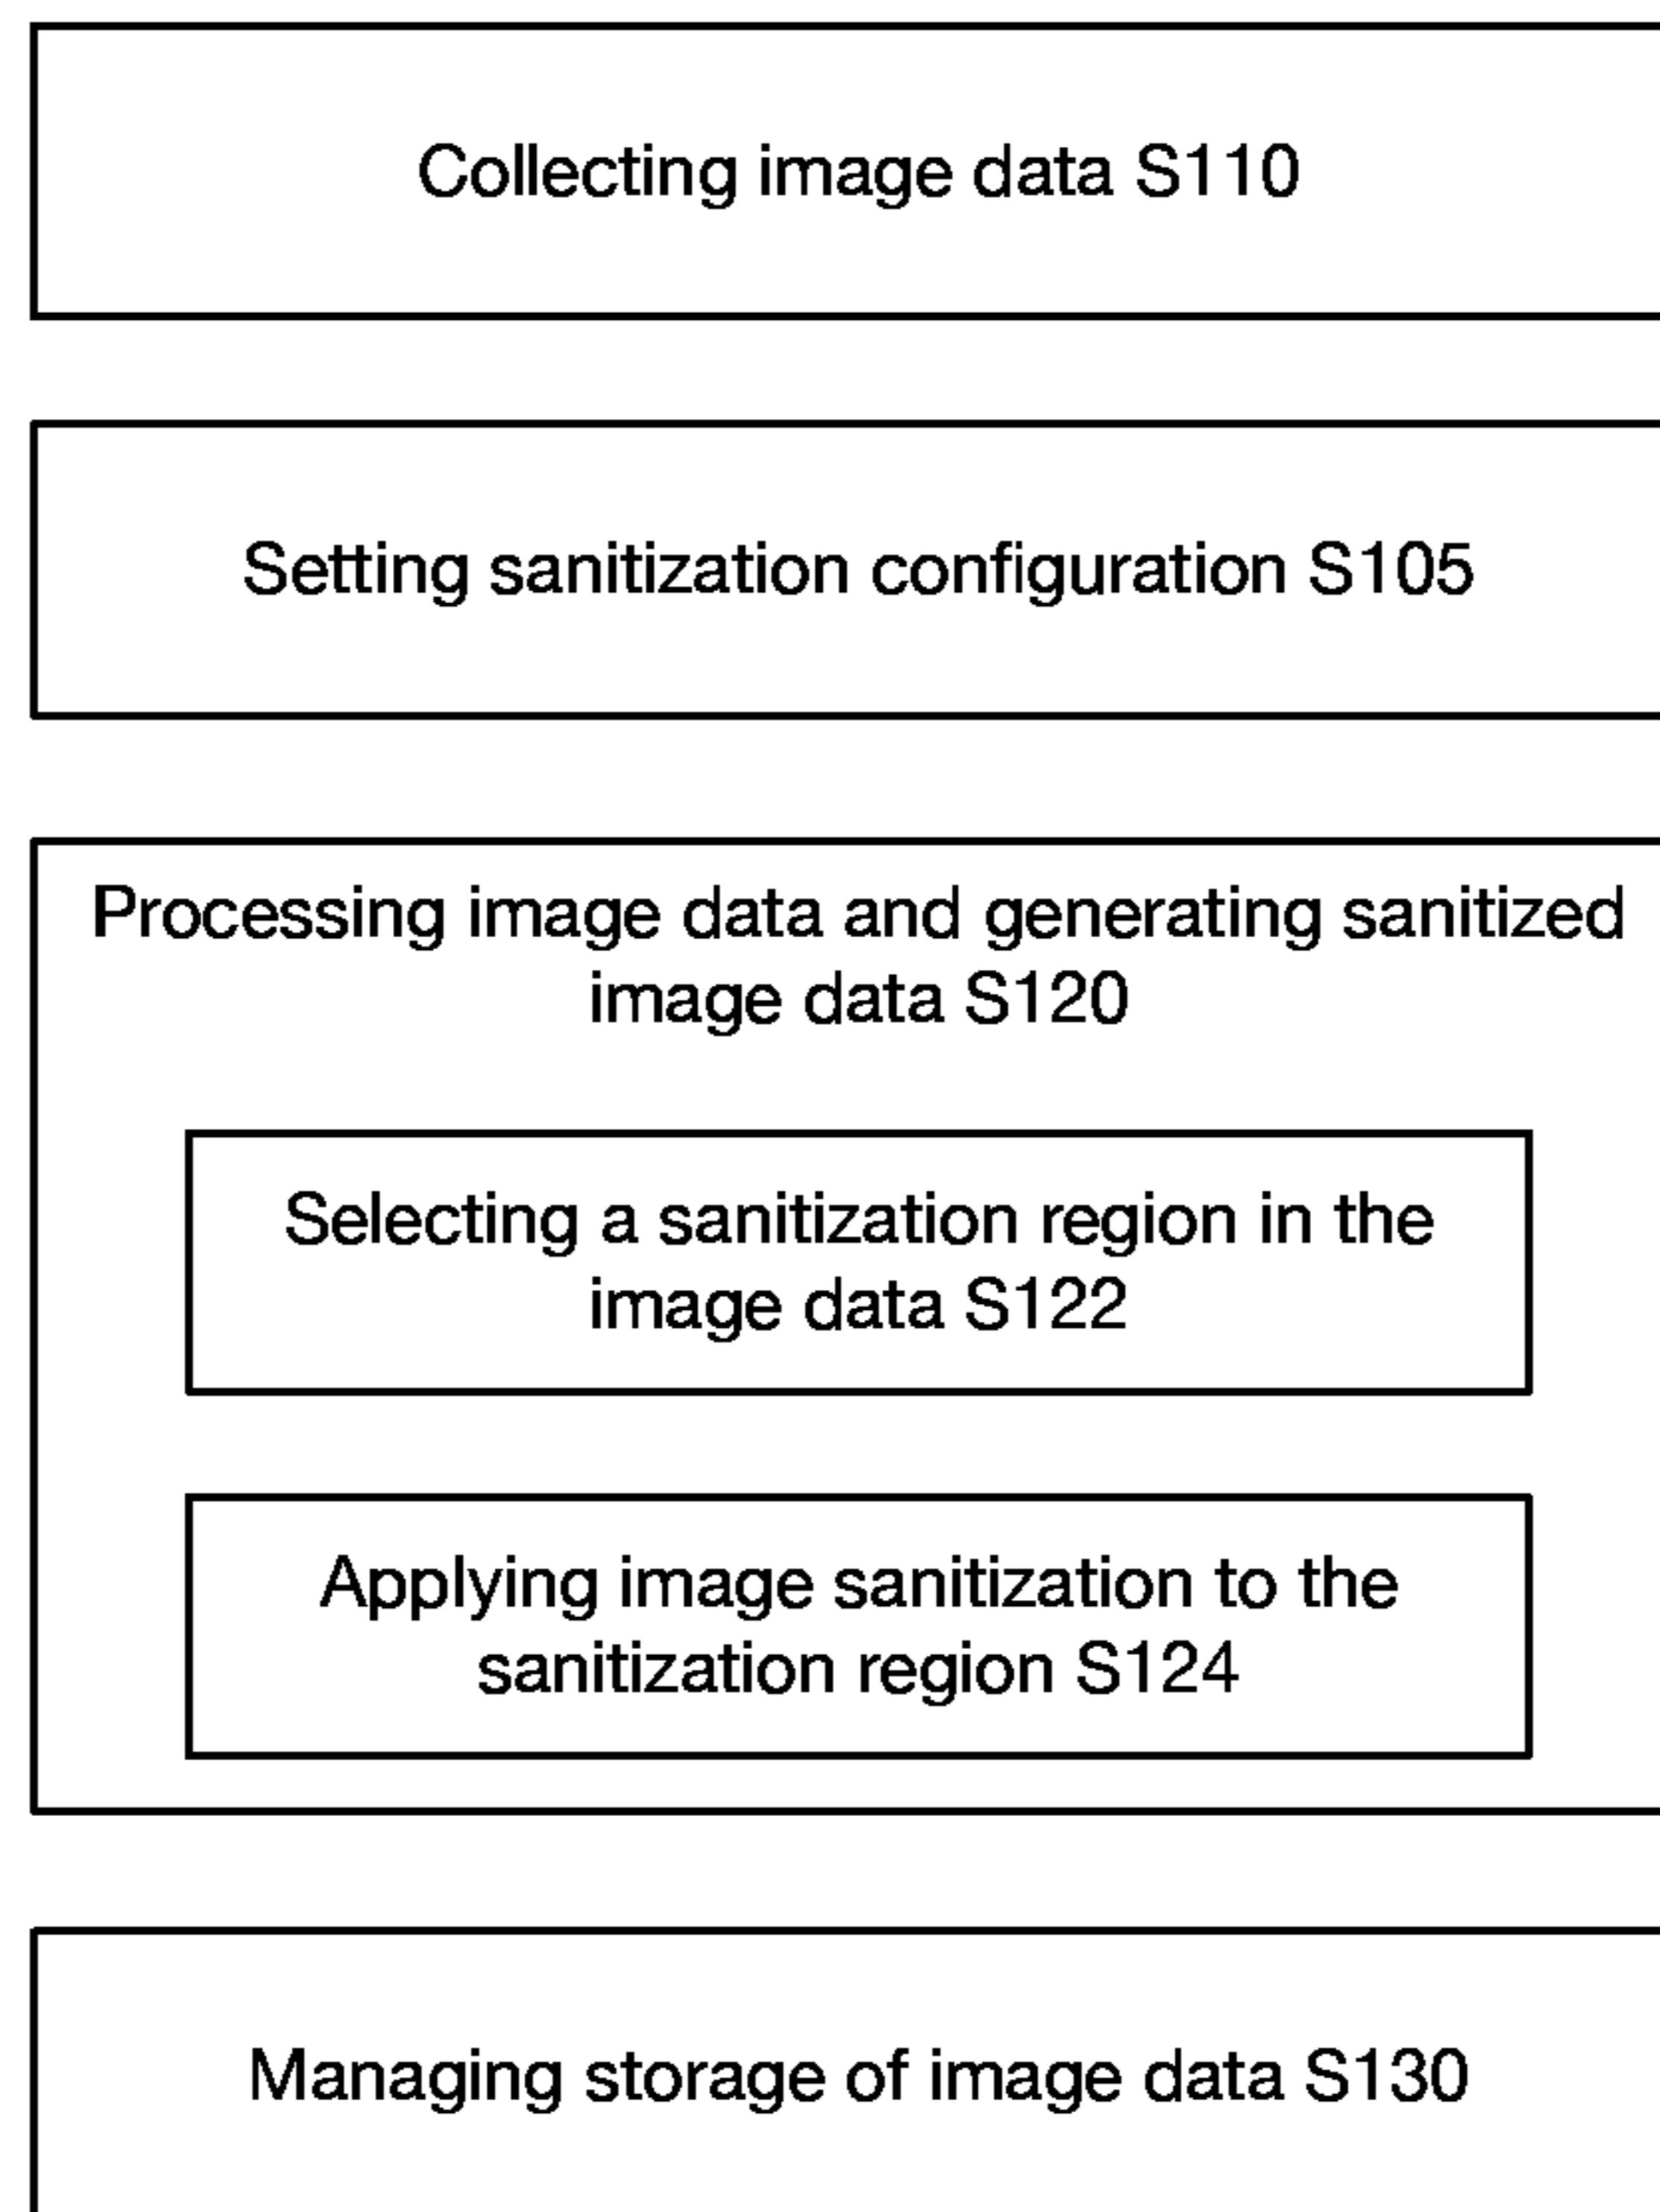 Collecting image data S110
Setting sanitization configuration S105
Processing image data and generating sanitized
image data S120
Selecting a sanitization region in the
image data S122
Applying image sanitization to the
sanitization region S124
Managing storage of image data S130